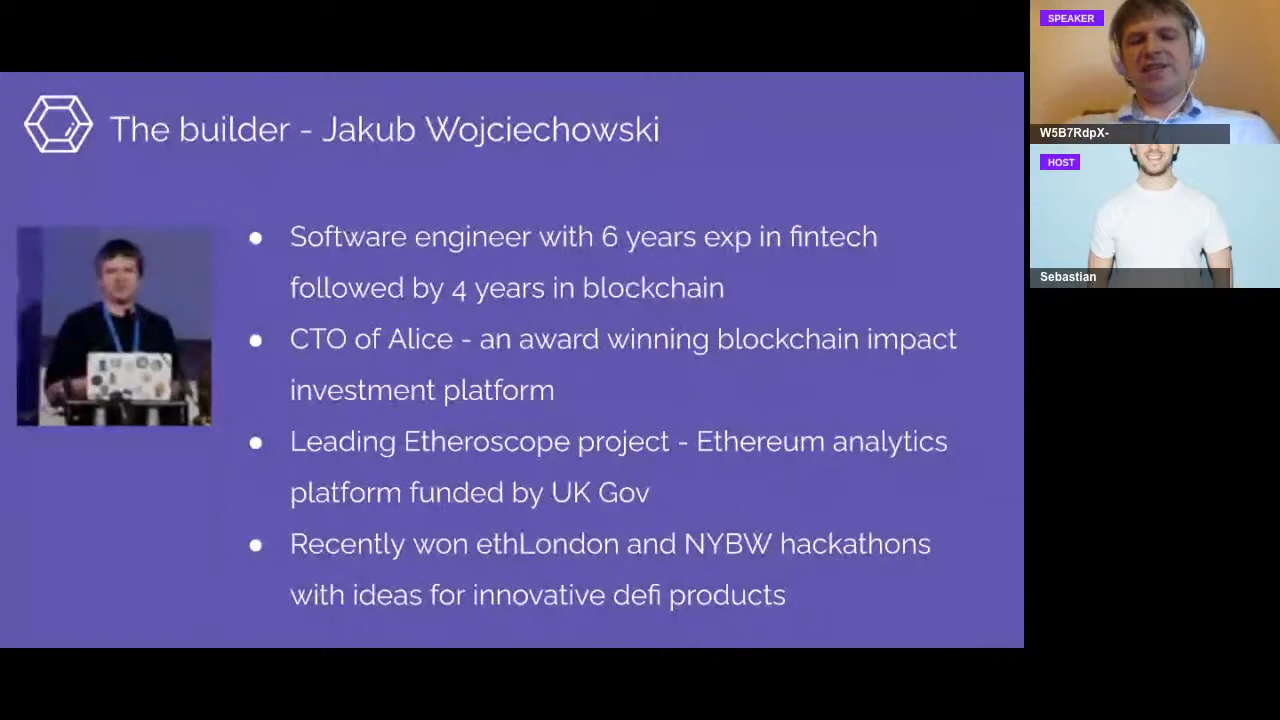 The builder - Jakub Wojciechowski
● Software engineer with 6 years exp in fintech
followed by 4 years in blockchain
● CTO of Alice - an award winning blockchain impact
investment platform
● Leading Etheroscope project - Ethereum analytics
platform funded by UK Gov
● Recently won ethLondon and NYBW hackathons
with ideas for innovative defi products
SPEAKER
W5B7RdpX-
HOST
Sebastian